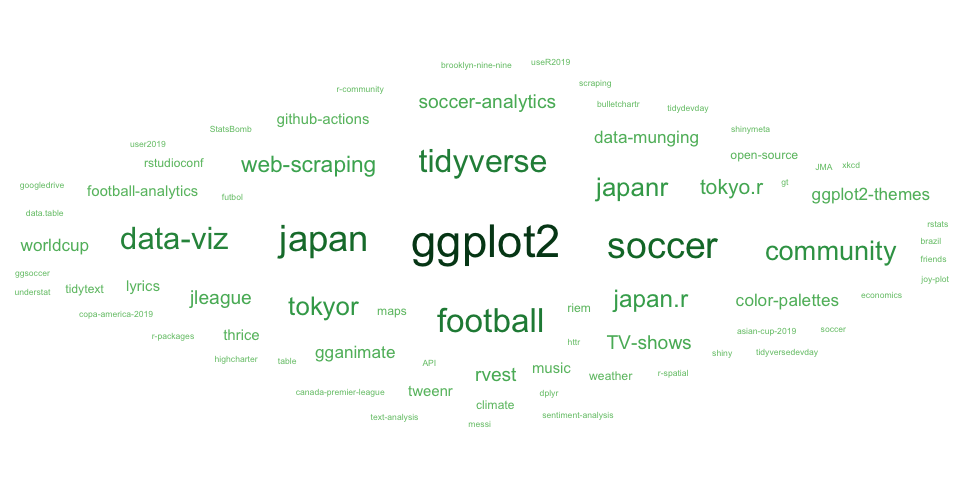 brooklyn-nine-nine useR2019
scraping
r-community
soccer-analytics bulletchartr tidydevday
github-actions
StatsBomb data-munging shinymeta
user2019
rstudioconf web-scraping tidyverse open-source
JMA xkcd
googledrive football-analytics futbol japanr tokyo.r gt ggplot2-themes
data.table
rstats
worldcup data-viz japan ggplot2 soccer community brazil
friends
ggsoccer
joy-plot
understat tidytext lyrics jleague tokyor maps riem japan.r color-palettes economics
copa-america-2019
football
r-packages thrice asian-cup-2019 soccer
httr TV-shows
highcharter table gganimate API shiny tidyversedevday
rvest music weather r-spatial
canada-premier-league tweenr dplyr
climate
text-analysis sentiment-analysis
messi